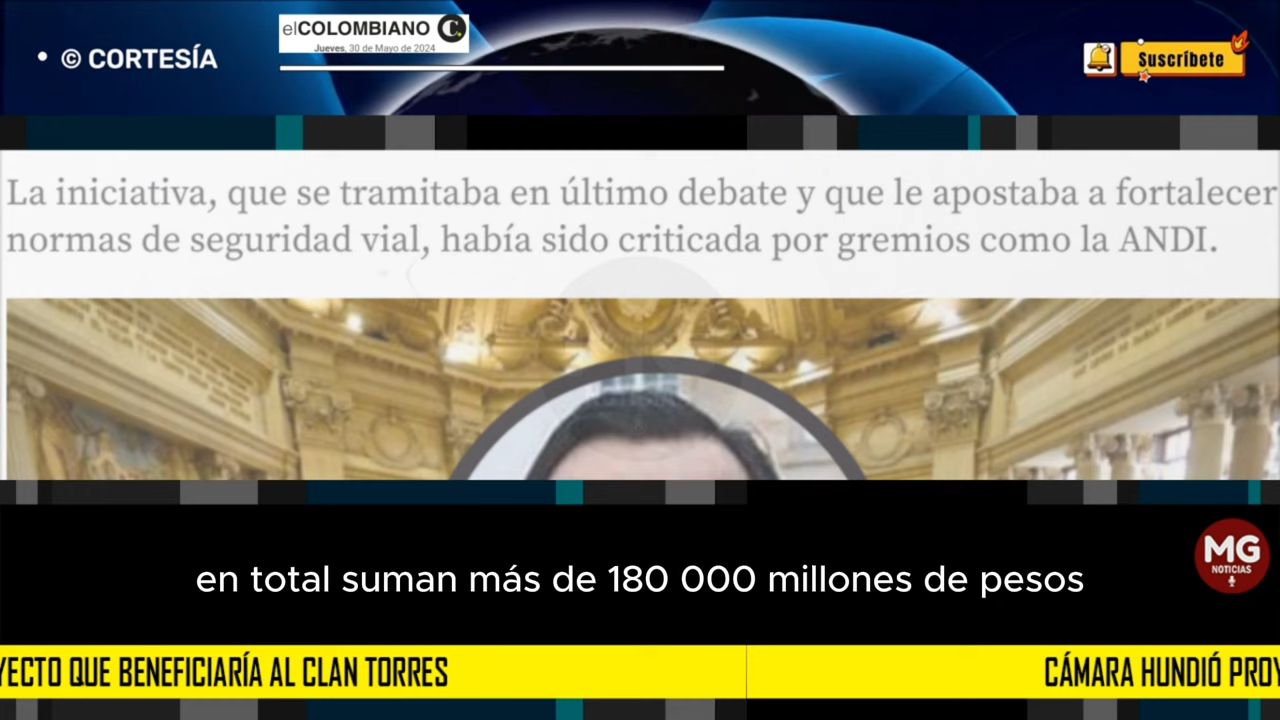 © CORTESÍA
elCOLOMBIANO
Jueves, 30 de Mayo de 2024
Suscríbete
La iniciativa, que se tramitaba en último debate y que le apostaba a fortalecer
normas de seguridad vial, había sido criticada por gremios como la ANDI.
en total suman más de 180 000 millones de pesos
MG
NOTICIAS
YECTO QUE BENEFICIARÍA AL CLAN TORRES
CÁMARA HUNDIÓ PROY